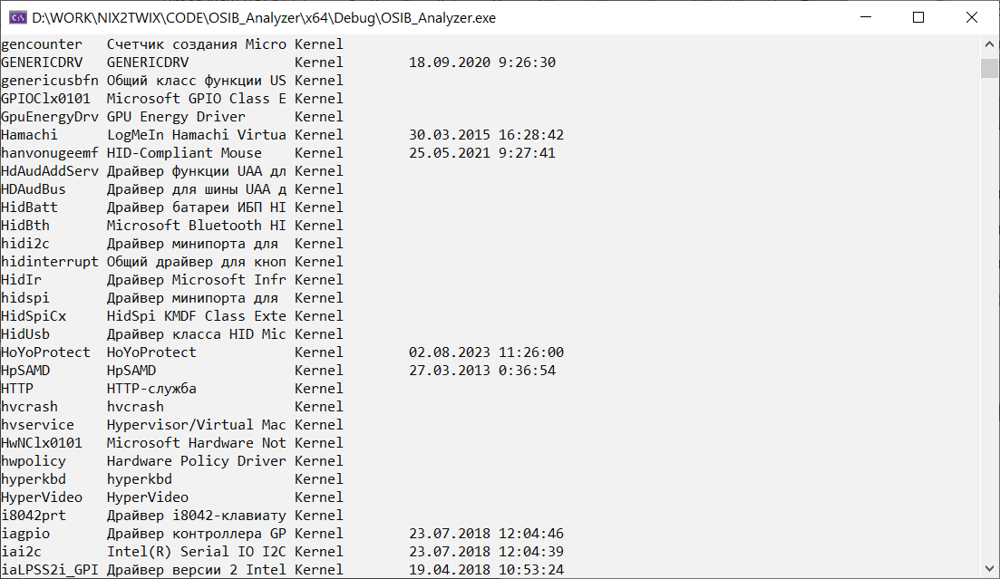 D:\WORK\NIX2TWIX\CODE\OSIB_Analyzer\x64\Debug\OSIB_Analyzer.exe
gencounter Счетчик создания Micro Kernel
GENERICDRV GENERICDRV Kernel 18.09.2020 9:26:30
genericusbfn Общий класс функции US Kernel
GPIOClx0101 Microsoft GPIO Class E Kernel
GpuEnergyDrv GPU Energy Driver Kernel
Hamachi LogMeIn Hamachi Virtua Kernel 30.03.2015 16:28:42
hanvonugeemf HID-Compliant Mouse Kernel 25.05.2021 9:27:41
HdAudAddServ Драйвер функции UAA дл Kernel
HDAudBus Драйвер для шины UAA д Kernel
HidBatt Драйвер батареи ИБП HI Kernel
HidBth Microsoft Bluetooth HI Kernel
hidi2c Драйвер минипорта для Kernel
hidinterrupt Общий драйвер для кноп Kernel
HidIr Драйвер Microsoft Infr Kernel
hidspi Драйвер минипорта для Kernel
HidSpiCx HidSpi KMDF Class Exte Kernel
HidUsb Драйвер класса HID Mic Kernel
HoYoProtect HoYoProtect Kernel 02.08.2023 11:26:00
HpSAMD HpSAMD Kernel 27.03.2013 0:36:54
HTTP HTTP-служба Kernel
hvcrash hvcrash Kernel
hvservice Hypervisor/Virtual Mac Kernel
HwNClx0101 Microsoft Hardware Not Kernel
hwpolicy Hardware Policy Driver Kernel
hyperkbd hyperkbd Kernel
HyperVideo HyperVideo Kernel
i8042prt Драйвер i8042-клавиату Kernel
iagpio Драйвер контроллера GP Kernel 23.07.2018 12:04:46
iai2c Intel(R) Serial IO I2C Kernel 23.07.2018 12:04:39
iaLPSS2i_GPI Драйвер версии 2 Intel Kernel 19.04.2018 10:53:24